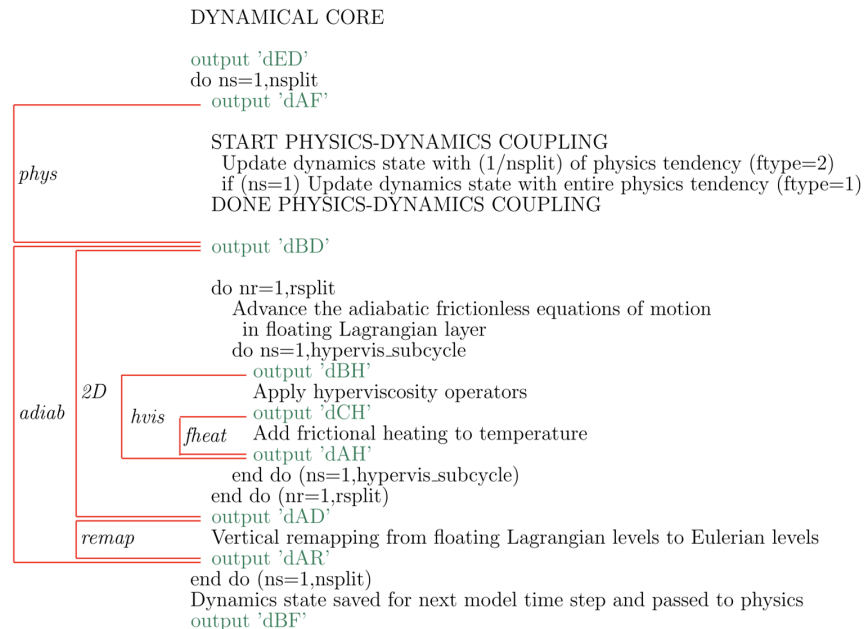 DYNAMICAL CORE
output 'dED'
do ns=1,nsplit
output 'dAF'
START PHYSICS-DYNAMICS COUPLING
Update dynamics state with (1/nsplit) of physics tendency (ftype=2)
phys
if (ns=1) Update dynamics state with entire physics tendency (ftype=1)
DONE PHYSICS-DYNAMICS COUPLING
output 'dBD'
do nr=1,rsplit
Advance the adiabatic frictionless equations of motion
in floating Lagrangian layer
do ns=1,hypervis_subcycle
output 'dBH'
2D
Apply hyperviscosity operators
adiab
hvis
output 'dCH'
fheat
Add frictional heating to temperature
output 'dAH'
end do (ns=1,hypervis_subcycle)
end do (nr=1,rsplit)
output 'dAD'
remap
Vertical remapping from floating Lagrangian levels to Eulerian levels
output 'dAR'
end do (ns=1,nsplit)
Dynamics state saved for next model time step and passed to physics
output 'dBF'